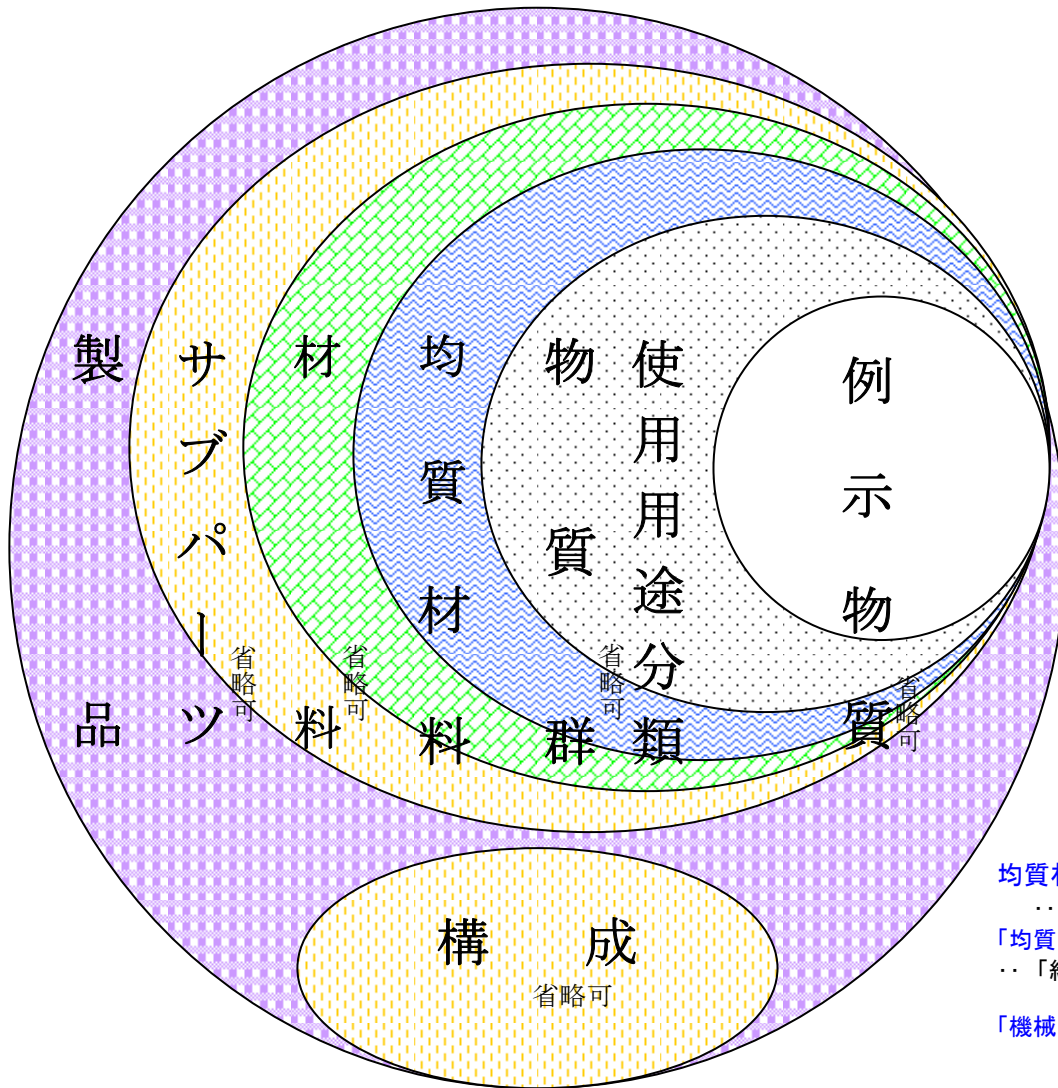 製品
サブパーツ
省略可
材料
省略可
均質材料
物質群
省略可
使用用途分類
例示物質
省略可
構成
省略可
均質
‥
「均質
‥「
「機械